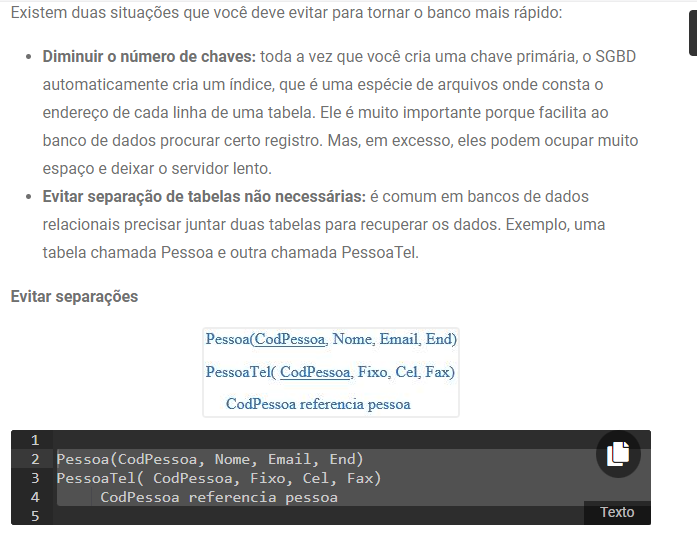 Existem duas situações que você deve evitar para tornar o banco mais rápido:
Diminuir o número de chaves: toda a vez que você cria uma chave primária, o SGBD
automaticamente cria um índice, que é uma espécie de arquivos onde consta o
endereço de cada linha de uma tabela. Ele é muito importante porque facilita ao
banco de dados procurar certo registro. Mas, em excesso, eles podem ocupar muito
espaço e deixar o servidor lento.
Evitar separação de tabelas não necessárias: é comum em bancos de dados
relacionais precisar juntar duas tabelas para recuperar os dados. Exemplo, uma
tabela chamada Pessoa e outra chamada PessoaTel.
Evitar separações
Pessoa(CodPessoa, Nome, Email, End)
PessoaTel( CodPessoa, Fixo, Cel, Fax)
CodPessoa referencia pessoa
1
2 Pessoa(CodPessoa, Nome, Email, End)
3 PessoaTel( CodPessoa, Fixo, Cel, Fax)
4 CodPessoa referencia pessoa
5
Texto